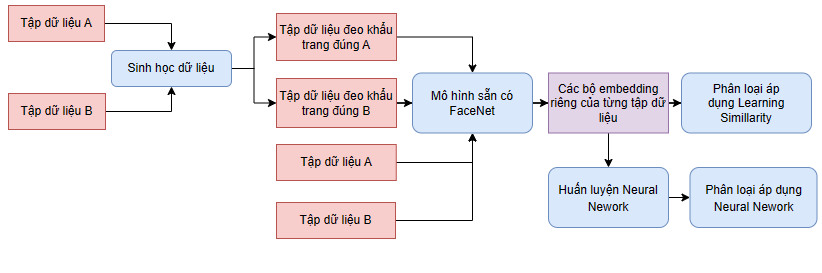 Tập dữ liệu A
Sinh học dữ liệu
Tập dữ liệu B
Tập dữ liệu đeo khẩu
trang đúng A
Tập dữ liệu đeo khẩu
trang đúng B
Tập dữ liệu A
Tập dữ liệu B
Mô hình sẵn có
FaceNet
Các bộ embedding
riêng của từng tập dữ
liệu
Phân loại áp
dụng Learning
Simillarity
Huấn luyện Neural
Nework
Phân loại áp dụng
Neural Nework